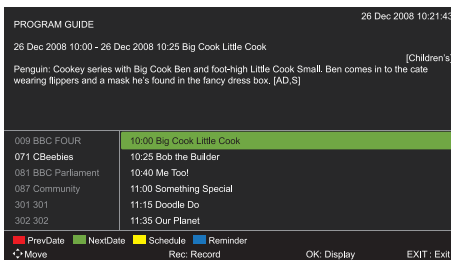 PROGRAM GUIDE 26 Dec 2008 10:21:43
26 Dec 2008 10:00 - 26 Dec 2008 10:25 Big Cook Little Cook
[Children's]
Penguin: Cookey series with Big Cook Ben and foot-high Little Cook Small. Ben comes in to the cate
wearing flippers and a mask he's found in the fancy dress box. [AD,S]
009 BBC FOUR 10:00 Big Cook Little Cook
071 CBeebies 10:25 Bob the Builder
081 BBC Parliament 10:40 Me Too!
087 Community 11:00 Something Special
301 301 11:15 Doodle Do
302 302 11:35 Our Planet
PrevDate NextDate Schedule Reminder
Move Rec: Record OK: Display EXIT : Exit